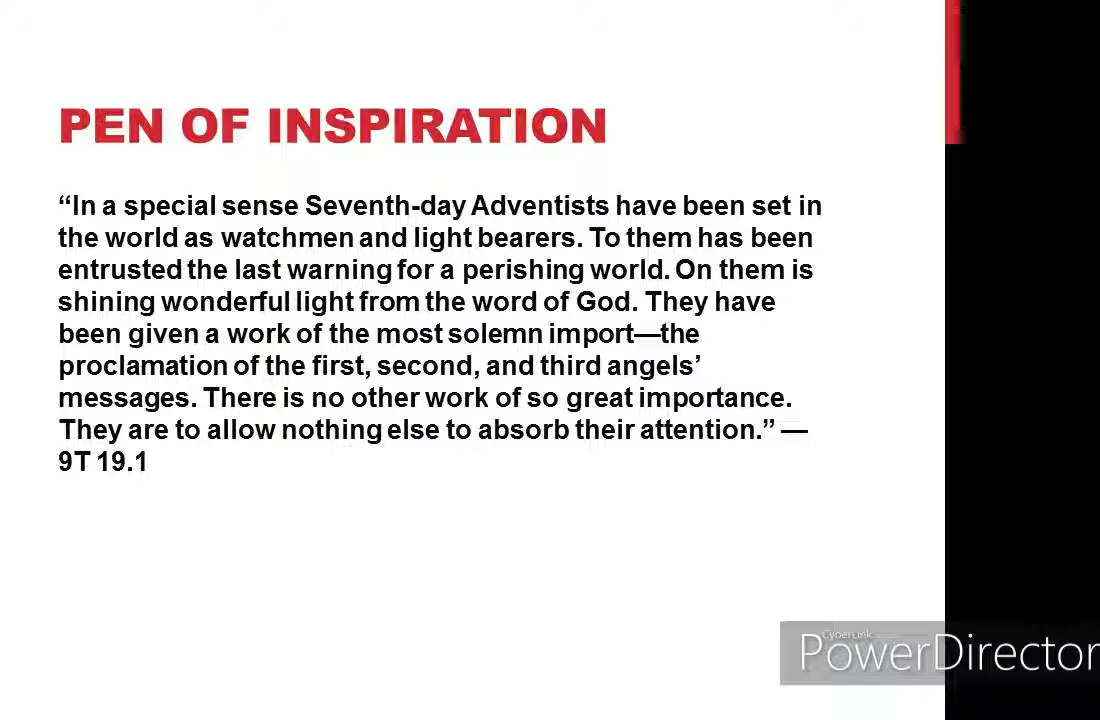 PEN OF INSPIRATION
“In a special sense Seventh-day Adventists have been set in
the world as watchmen and light bearers. To them has been
entrusted the last warning for a perishing world. On them is
shining wonderful light from the word of God. They have
been given a work of the most solemn import—the
proclamation of the first, second, and third angels’
messages. There is no other work of so great importance.
They are to allow nothing else to absorb their attention.” —
9T 19.1
CyberLink
PowerDirector